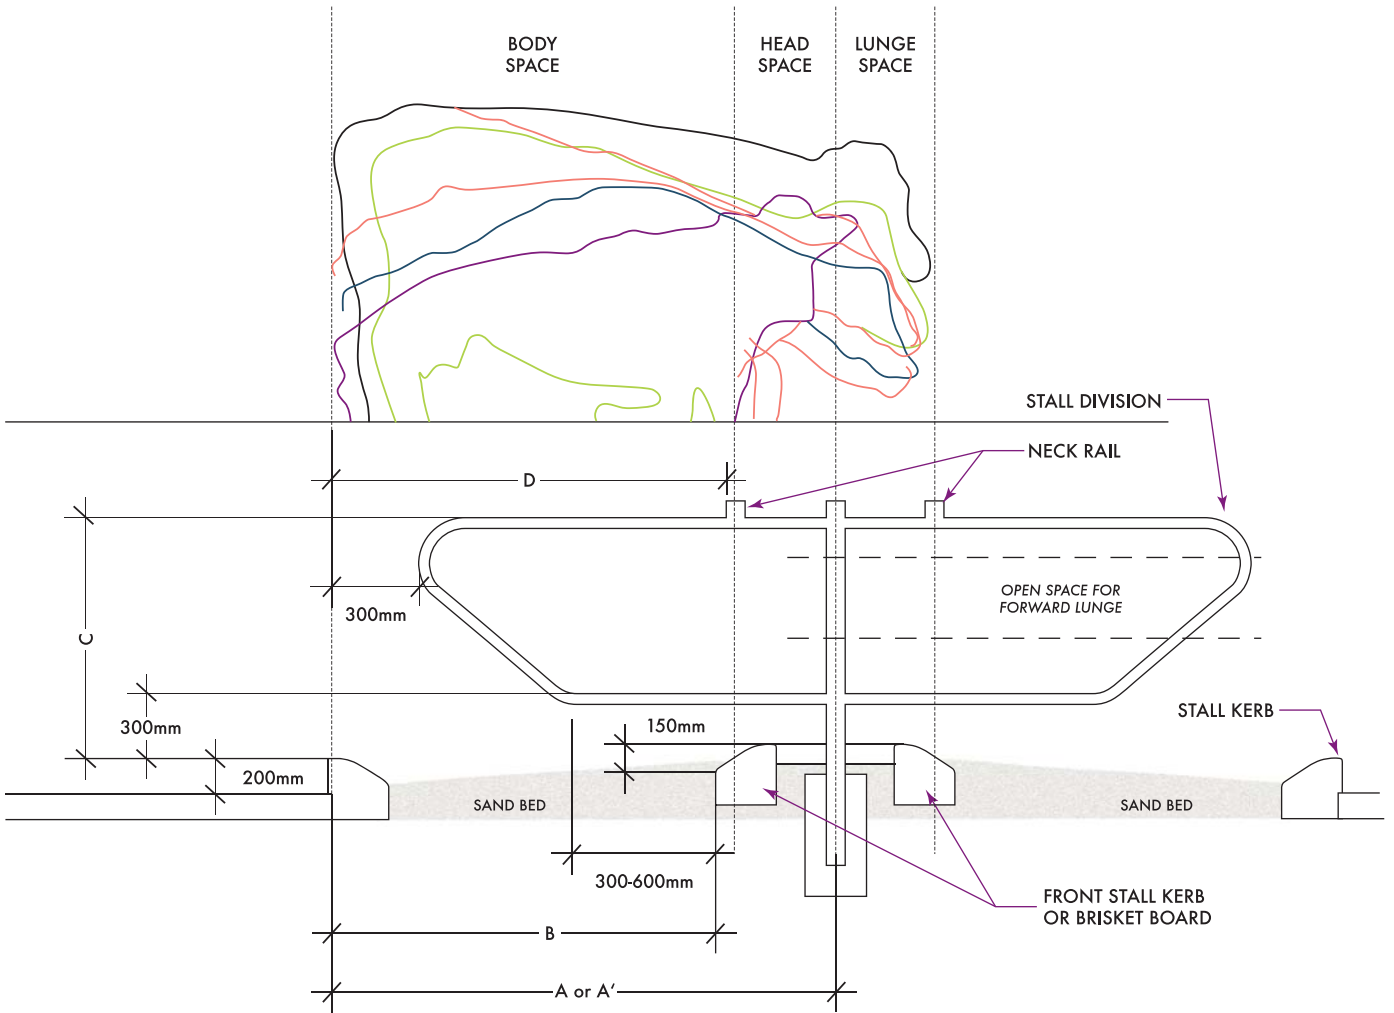 BODY
SPACE
HEAD
SPACE
LUNGE
SPACE
STALL DIVISION
NECK RAIL
D
OPEN SPACE FOR
FORWARD LUNGE
300mm
C
STALL KERB
150mm
300mm
200mm
SAND BED
SAND BED
300-600mm
FRONT STALL KERB
OR BRISKET BOARD
B
A or A'